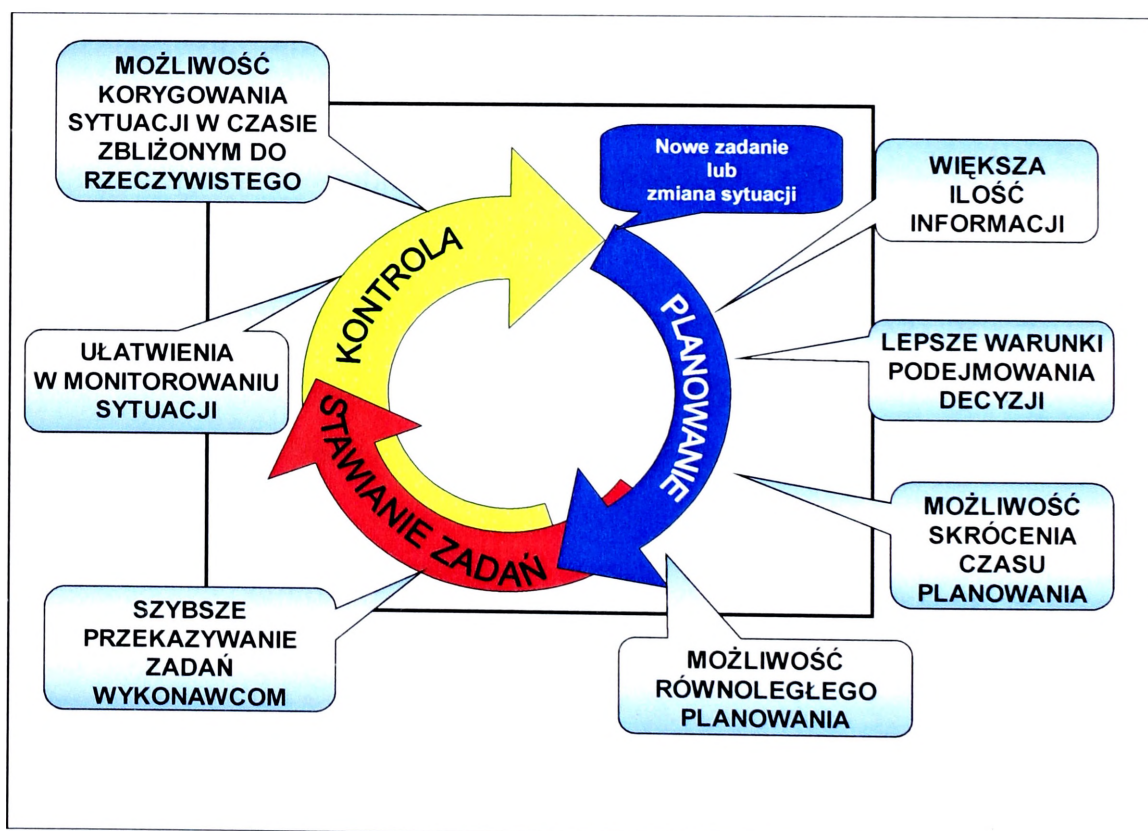 MOŻLIWOŚĆ
KORYGOWANIA
SYTUACJI W CZASIE
ZBLIŻONYM DO
RZECZYWISTEGO
Nowe zadanie
lub
zmiana sytuacji
WIĘKSZA
ILOŚĆ
INFORMACJI
KONTROLA
PLANOWANIE
UŁATWIENIA
W MONITOROWANIU
SYTUACJI
LEPSZE WARUNKI
PODEJMOWANIA
DECYZJI
STAWIANIE ZADAŃ
MOŻLIWOŚĆ
SKRÓCENIA
CZASU
PLANOWANIA
SZYBSZE
PRZEKAZYWANIE
ZADAŃ
WYKONAWCOM
MOŻLIWOŚĆ
RÓWNOLEGŁEGO
PLANOWANIA